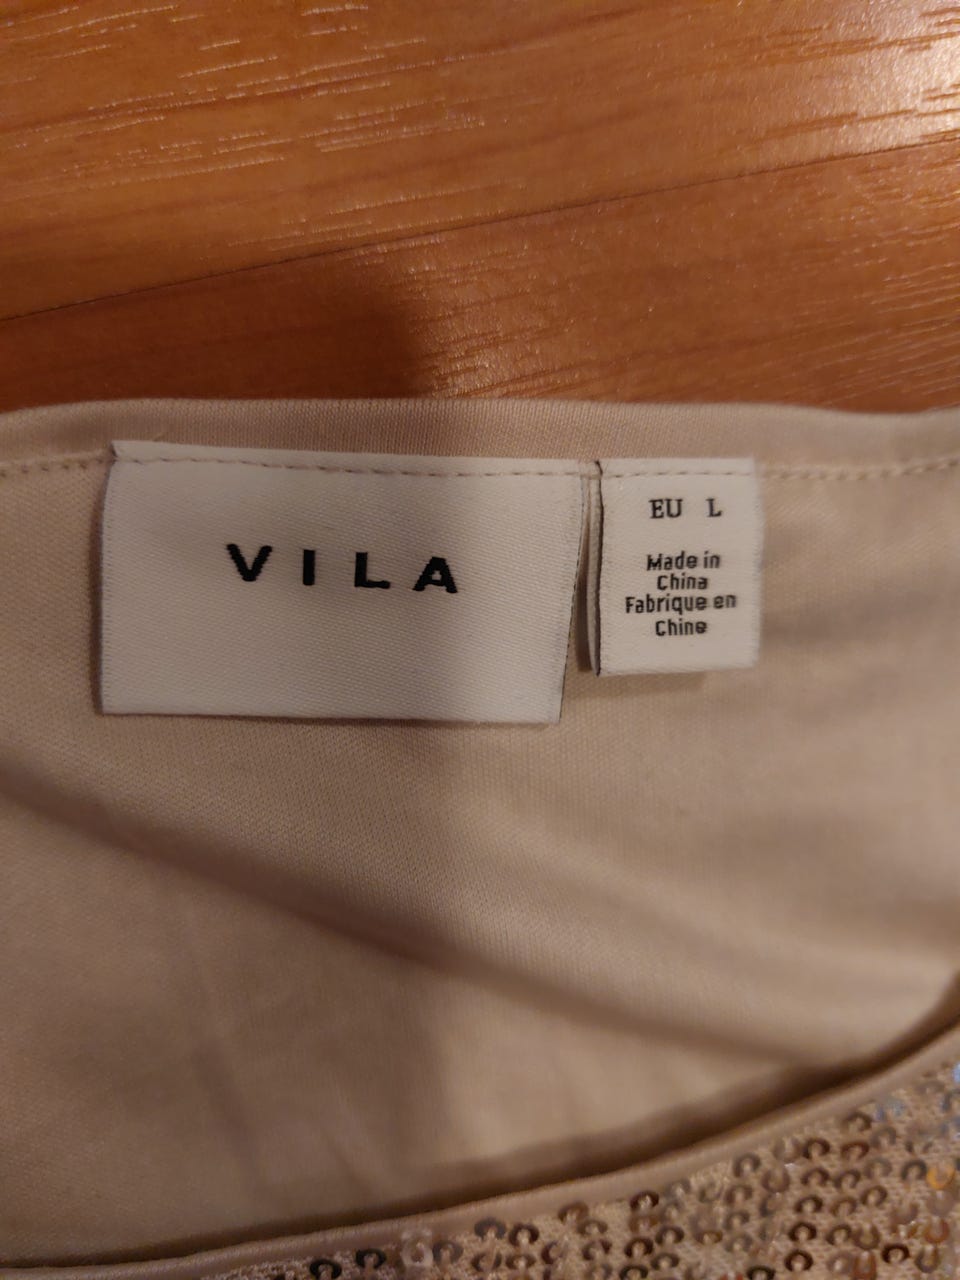 VILA
EU L
Made in
China
Fabrique en
Chine